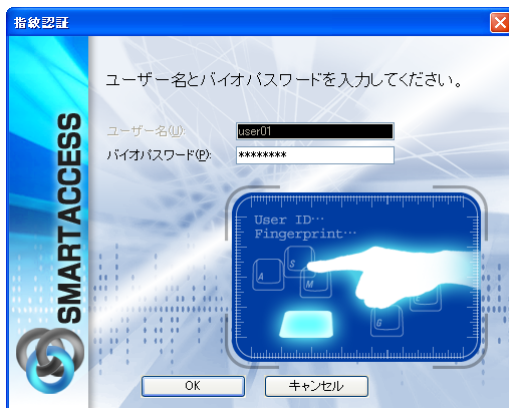 指紋認証
ユーザー名とバイオパスワードを入力してください。
ユーザー名(U):
user01
バイオパスワード(P):
********
SMARTACCESS
User ID…
Fingerprint…
A
S
M
G
OK
キャンセル